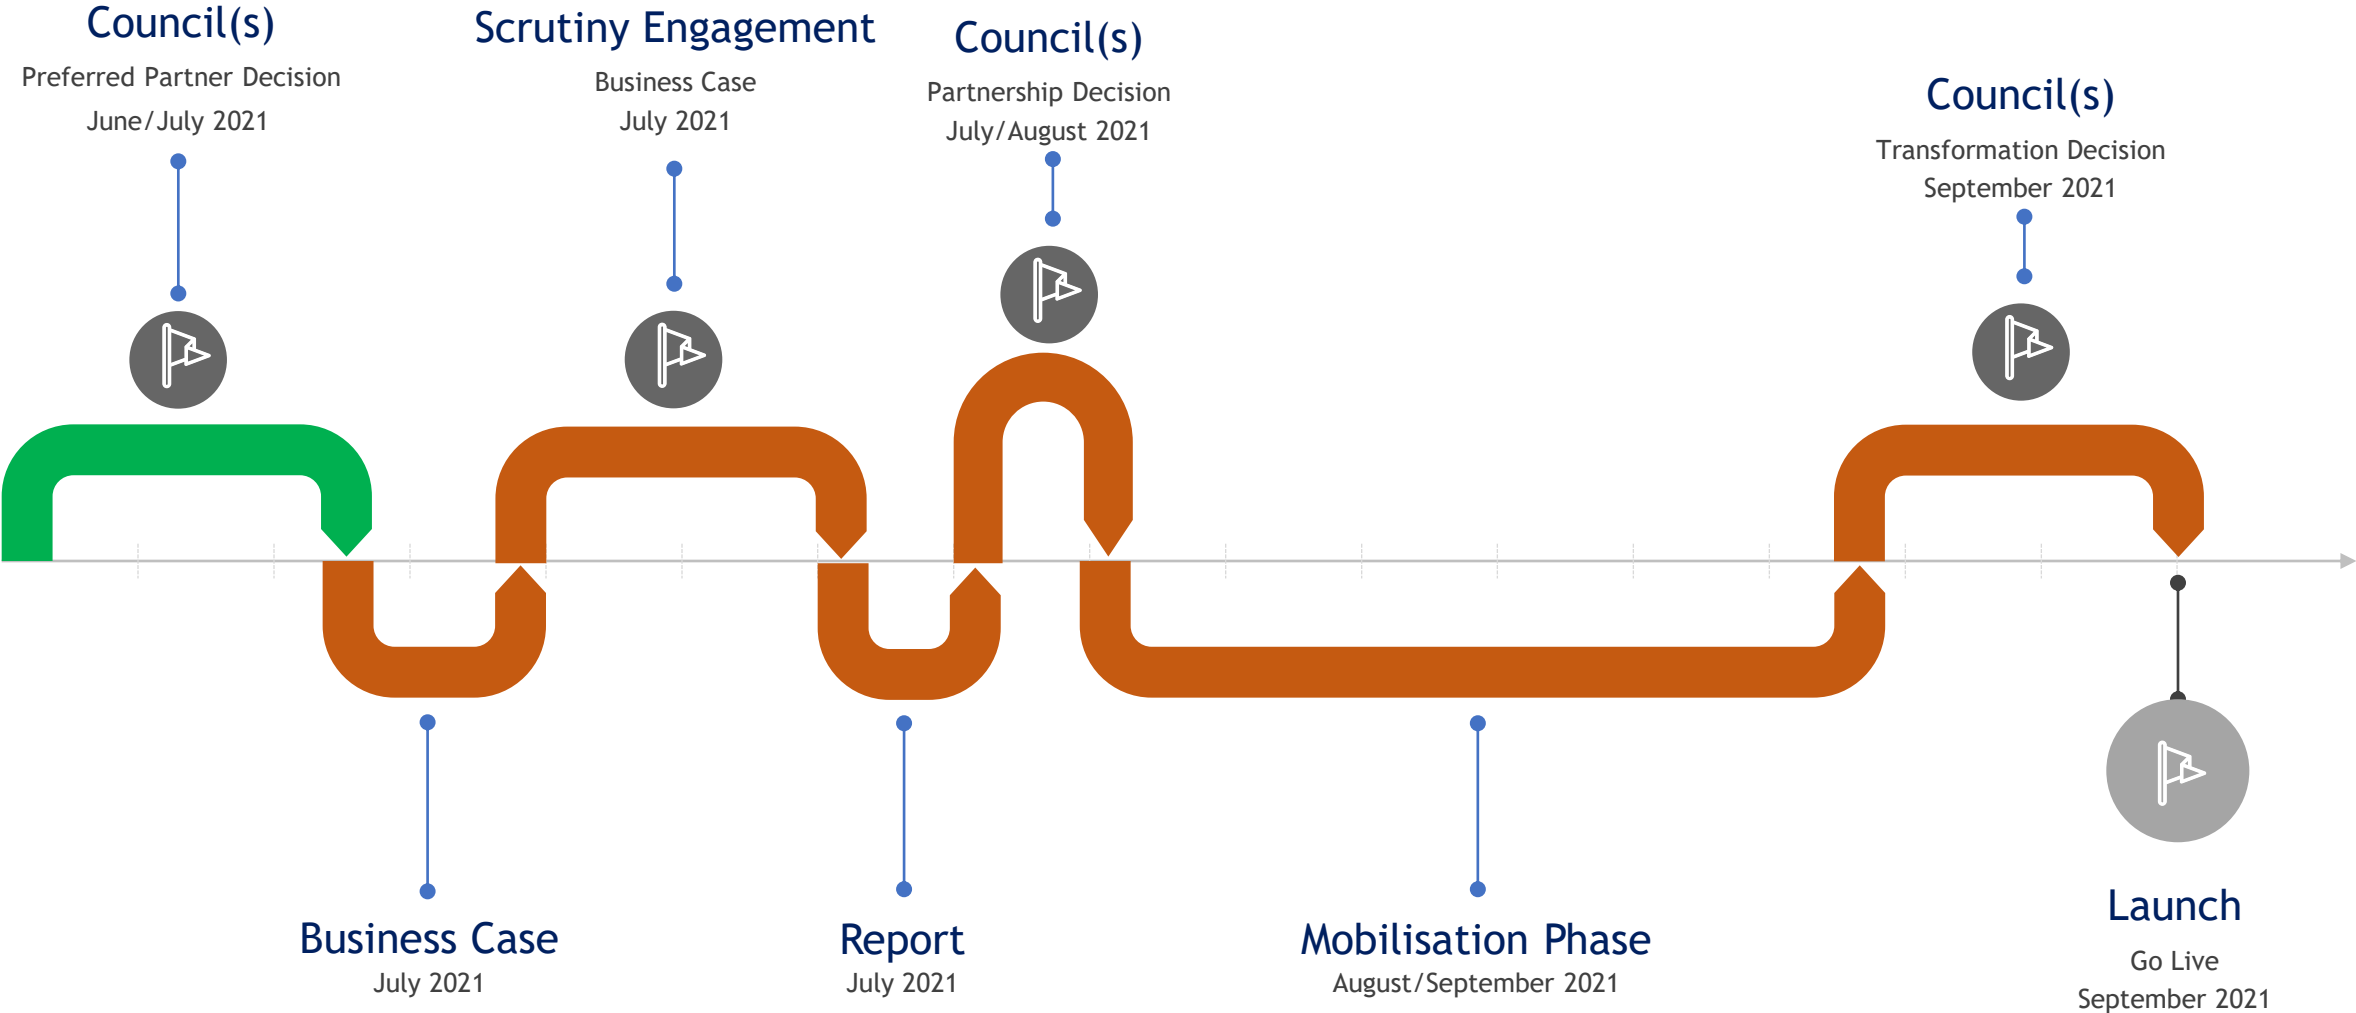 Council(s)
Preferred Partner Decision
June/July 2021
Scrutiny Engagement
Business Case
July 2021
Council(s)
Partnership Decision
July/August 2021
Council(s)
Transformation Decision
September 2021
Business Case
July 2021
Report
July 2021
Mobilisation Phase
August/September 2021
Launch
Go Live
September 2021